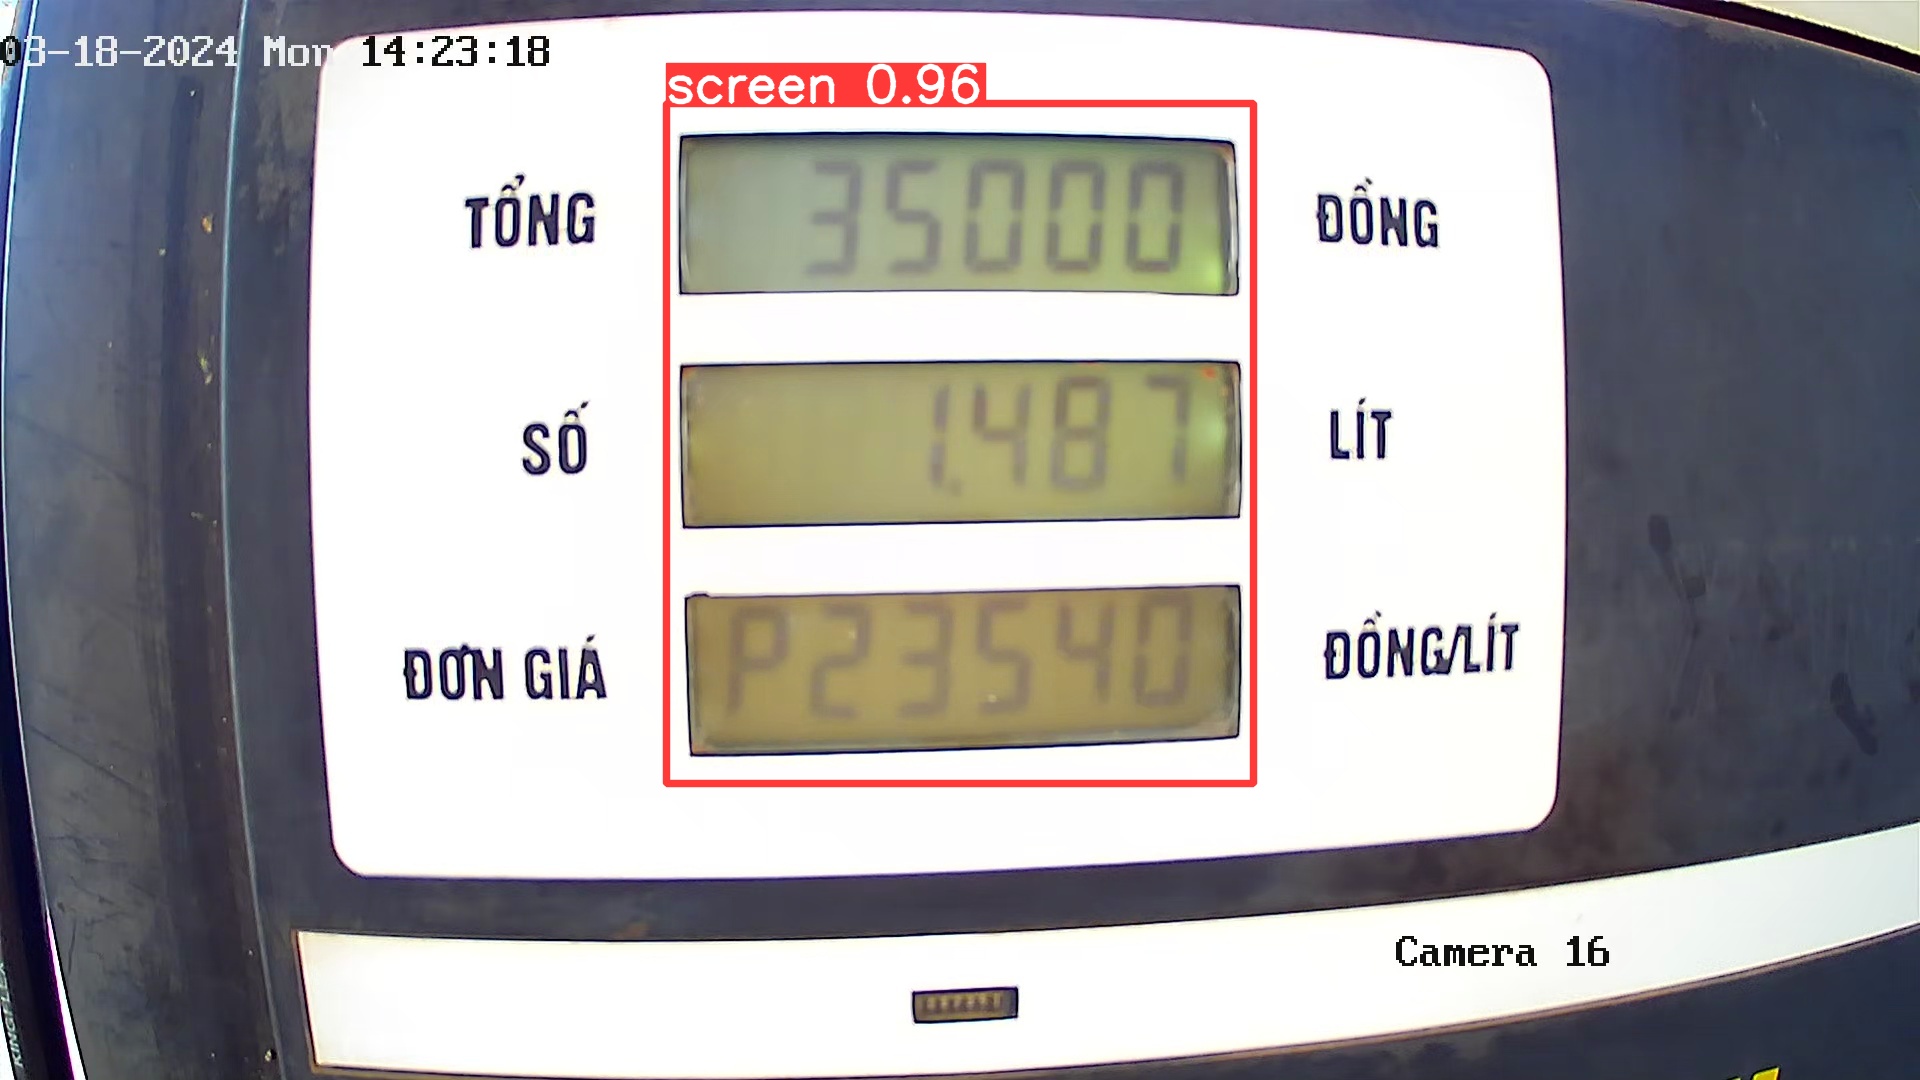 03-18-2024 Mon 14:23:18
screen 0.96
TỔNG 35000 ĐỒNG
SỐ 1.487 LÍT
ĐƠN GIÁ P23540 ĐỒNG/LÍT
Camera 16